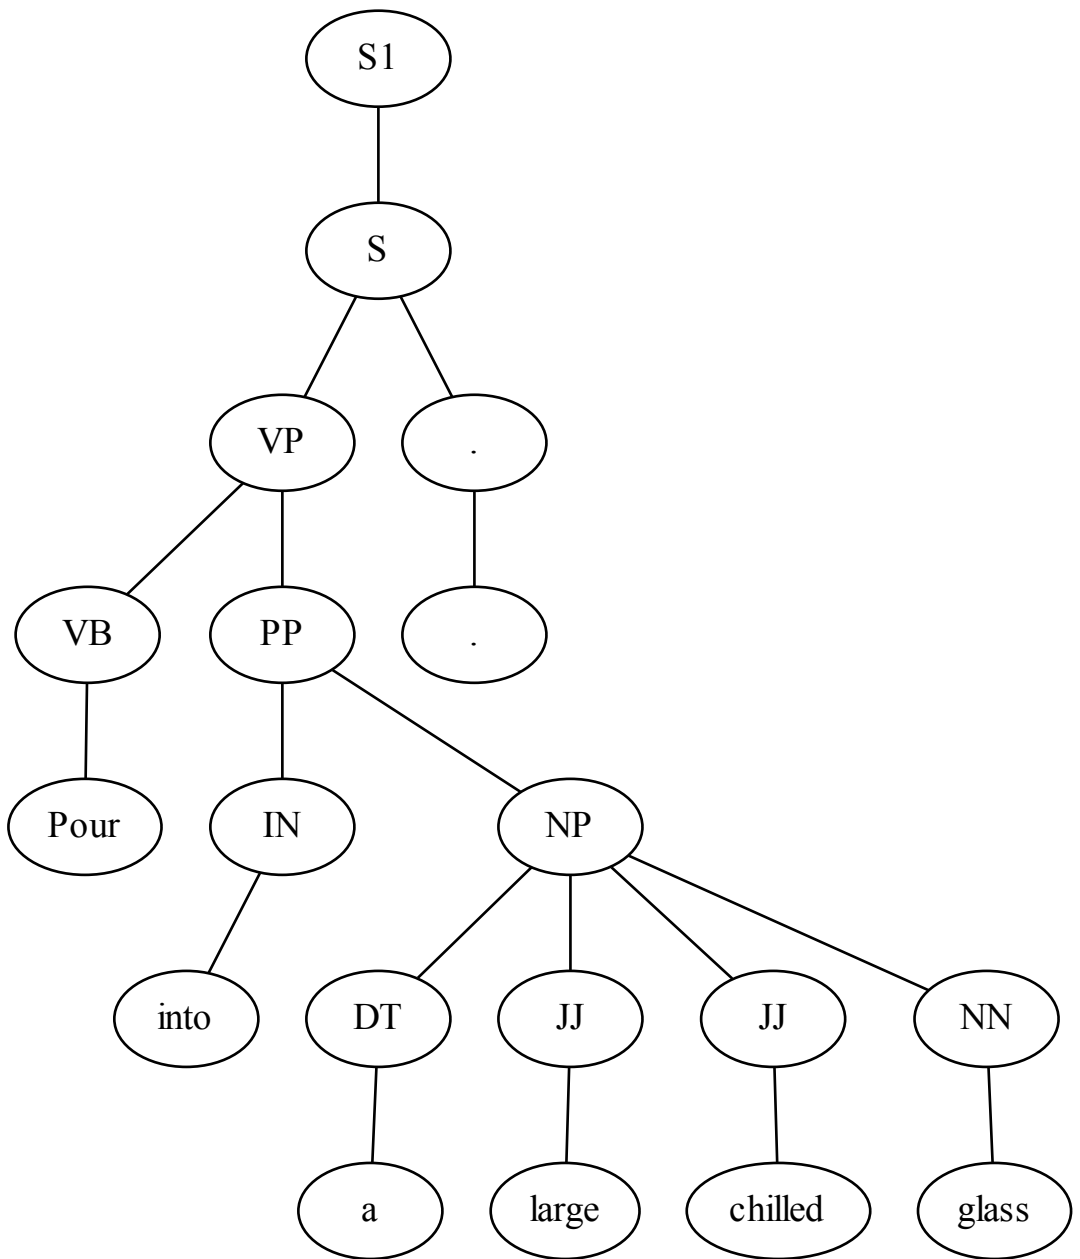 S1
S
VP .
VB PP .
Pour IN NP
into DT JJ JJ NN
a large chilled glass